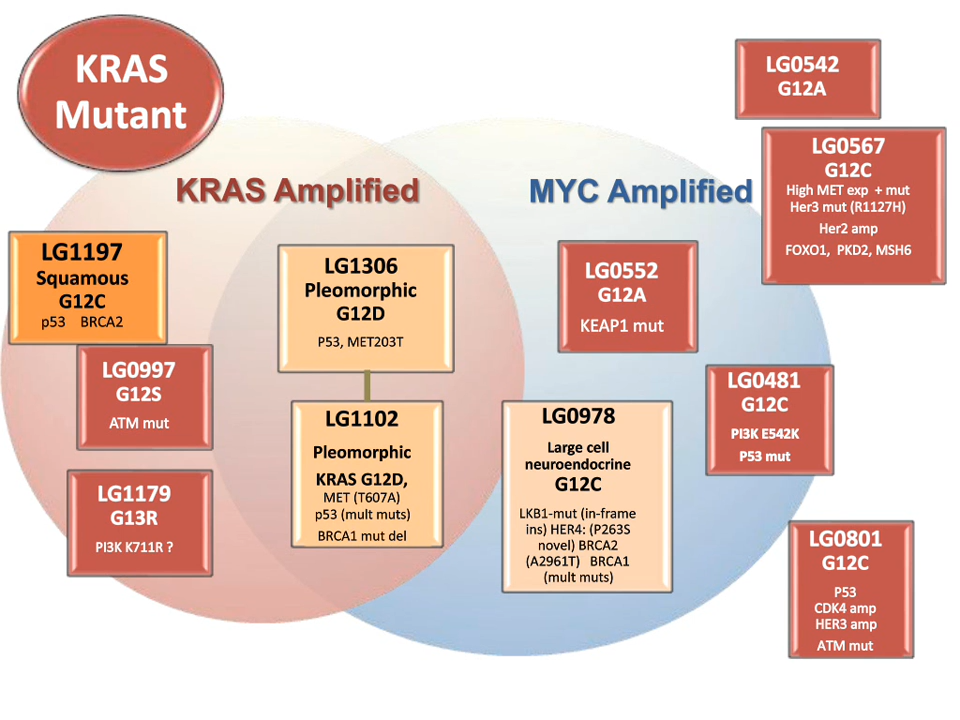 KRAS
Mutant
KRAS Amplified
MYC Amplified
LG0542
G12A
LG0567
G12C
High MET exp + mut
Her3 mut (R1127H)
Her2 amp
FOXO1, PKD2, MSH6
LG1197
Squamous
G12C
p53 BRCA2
LG0997
G12S
ATM mut
LG1179
G13R
PI3K K711R ?
LG1306
Pleomorphic
G12D
P53, MET203T
LG1102
Pleomorphic
KRAS G12D,
MET (T607A)
p53 (mult muts)
BRCA1 mut del
LG0552
G12A
KEAP1 mut
LG0978
Large cell
neuroendocrine
G12C
LKB1-mut (in-frame
ins) HER4: (P263S
novel) BRCA2
(A2961T) BRCA1
(mult muts)
LG0481
G12C
PI3K E542K
P53 mut
LG0801
G12C
P53
CDK4 amp
HER3 amp
ATM mut